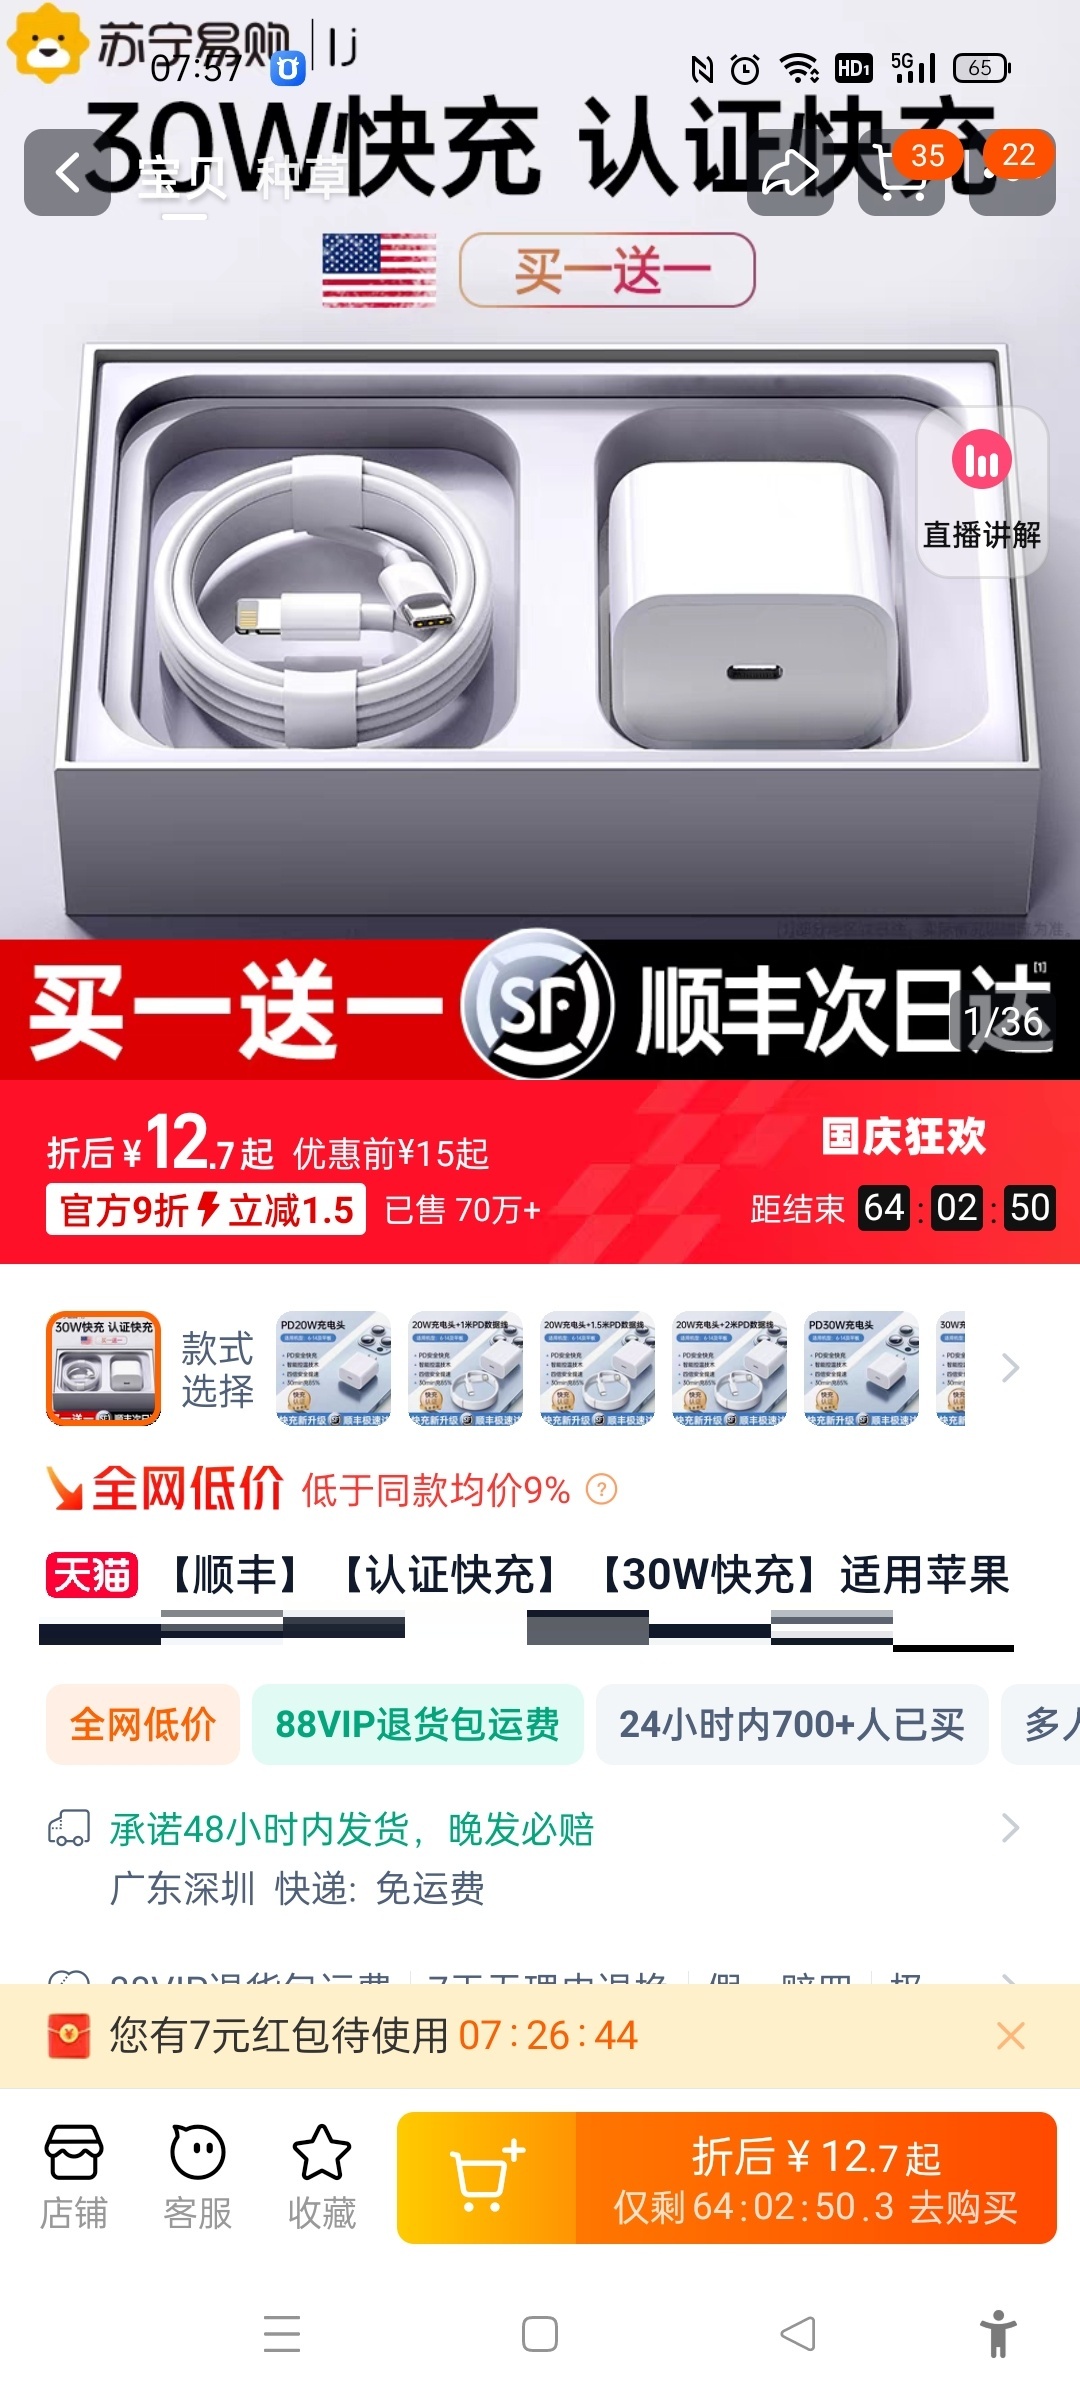 苏宁易购 | lj
07:57
HD1 5G 65
30W快充 认证快充
宝贝 种草
35
22
买一送一
直播讲解
买一送一 SF 顺丰次日达[1]
1/36
折后¥12.7起 优惠前¥15起
国庆狂欢
官方9折 立减1.5 已售 70万+
距结束 64:02:50
30W快充 认证快充
款式
选择
PD20W充电头
20W充电头+1米PD数据线
20W充电头+1.5米PD数据线
20W充电头+2米PD数据线
PD30W充电头
全网低价 低于同款均价9% ?
天猫 【顺丰】【认证快充】【30W快充】适用苹果
全网低价
88VIP退货包运费
24小时内700+人已买
多人
承诺48小时内发货，晚发必赔
广东深圳 快递: 免运费
您有7元红包待使用 07:26:44
折后¥12.7起
仅剩64:02:50.3 去购买
店铺
客服
收藏